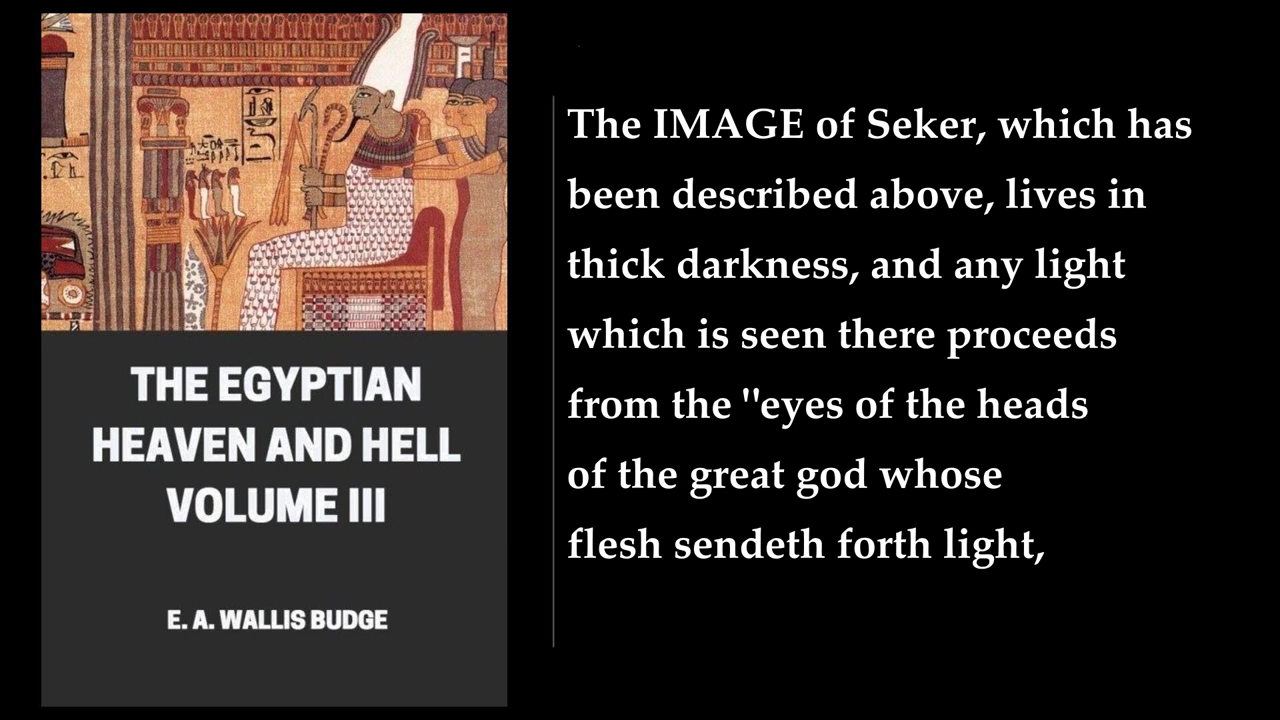 THE EGYPTIAN
HEAVEN AND HELL
VOLUME III
E. A. WALLIS BUDGE
The IMAGE of Seker, which has
been described above, lives in
thick darkness, and any light
which is seen there proceeds
from the "eyes of the heads
of the great god whose
flesh sendeth forth light,